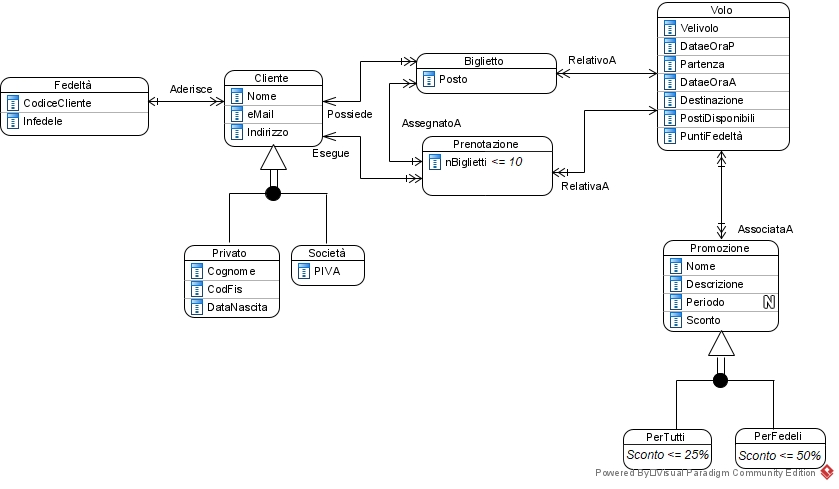 Volo
Velivolo
DataeOraP
Partenza
DataeOraA
Destinazione
PostiDisponibili
PuntiFedeltà
Biglietto
Posto
RelativoA
Fedeltà
CodiceCliente
Infedele
Aderisce
Cliente
Nome
eMail
Indirizzo
Possiede
AssegnatoA
Esegue
Prenotazione
nBiglietti <= 10
RelativaA
AssociataA
Privato
Cognome
CodFis
DataNascita
Società
PIVA
Promozione
Nome
Descrizione
Periodo N
Sconto
PerTutti
Sconto <= 25%
PerFedeli
Sconto <= 50%
Powered By Visual Paradigm Community Edition